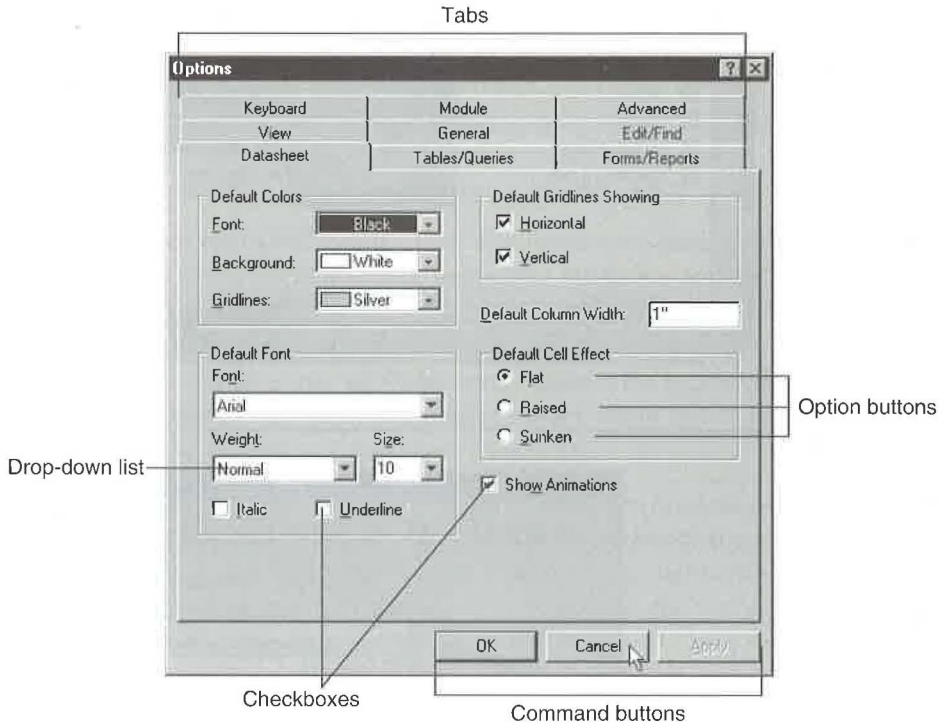 Tabs
Options
Keyboard Module Advanced
View General Edit/Find
Datasheet Tables/Queries Forms/Reports
Default Colors
Font: Black
Background: White
Gridlines: Silver
Default Gridlines Showing
Horizontal
Vertical
Default Column Width: 1"
Default Font
Font:
Arial
Weight: Size:
Normal 10
Italic Underline
Default Cell Effect
Flat
Raised
Sunken
Show Animations
Option buttons
Drop-down list
OK Cancel Apply
Checkboxes
Command buttons